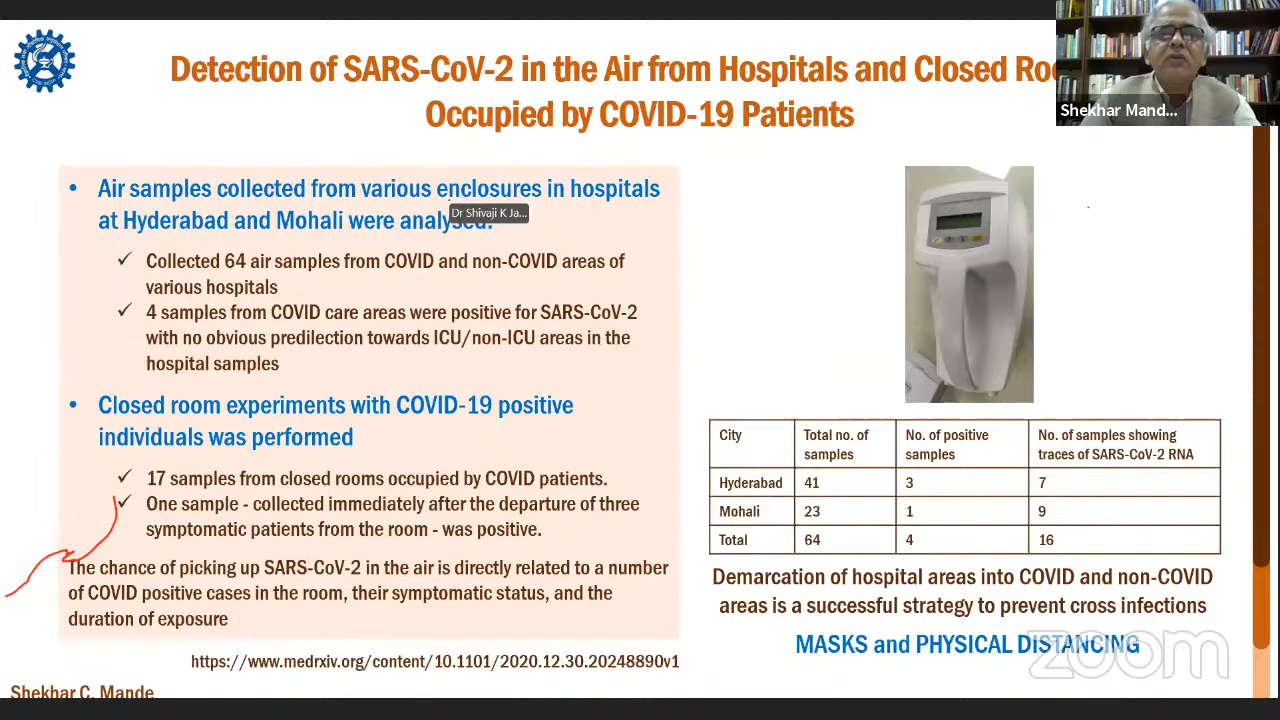 Detection of SARS-CoV-2 in the Air from Hospitals and Closed
Occupied by COVID-19 Patients
Shekhar Mand...
• Air samples collected from various enclosures in hospitals
at Hyderabad and Mohali were analysed.
Dr Shivaji K Ja...
✓ Collected 64 air samples from COVID and non-COVID areas of
various hospitals
✓ 4 samples from COVID care areas were positive for SARS-CoV-2
with no obvious predilection towards ICU/non-ICU areas in the
hospital samples
• Closed room experiments with COVID-19 positive
individuals was performed
✓ 17 samples from closed rooms occupied by COVID patients.
✓ One sample - collected immediately after the departure of three
symptomatic patients from the room - was positive.
The chance of picking up SARS-CoV-2 in the air is directly related to a number
of COVID positive cases in the room, their symptomatic status, and the
duration of exposure
https://www.medrxiv.org/content/10.1101/2020.12.30.20248890v1
Shekhar C. Mande
City Total no. of samples No. of positive samples No. of samples showing traces of SARS-CoV-2 RNA
Hyderabad 41 3 7
Mohali 23 1 9
Total 64 4 16
Demarcation of hospital areas into COVID and non-COVID
areas is a successful strategy to prevent cross infections
MASKS and PHYSICAL DISTANCING
zoom